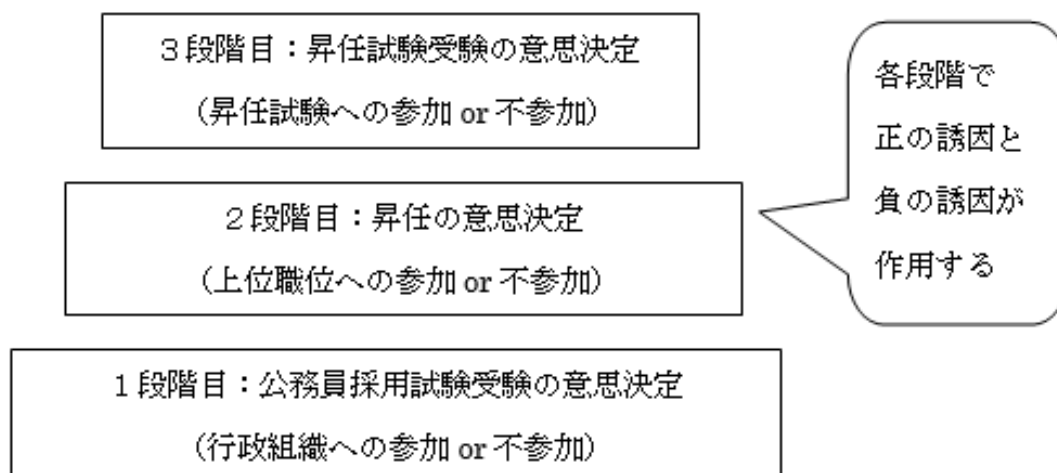 ３段階目：昇任試験受験の意思決定
（昇任試験への参加 or 不参加）
２段階目：昇任の意思決定
（上位職位への参加 or 不参加）
１段階目：公務員採用試験受験の意思決定
（行政組織への参加 or 不参加）
各段階で
正の誘因と
負の誘因が
作用する